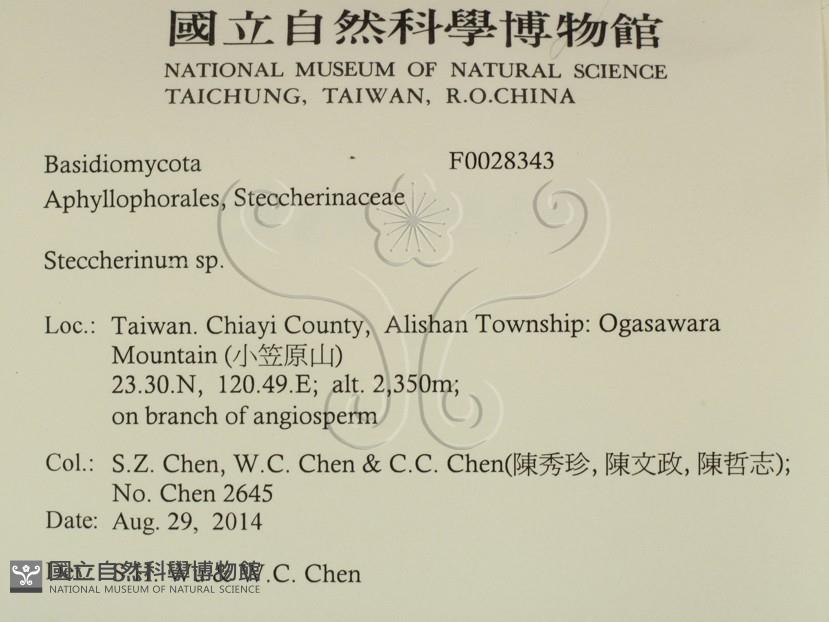 國立自然科學博物館
NATIONAL MUSEUM OF NATURAL SCIENCE
TAICHUNG, TAIWAN, R.O.CHINA
Basidiomycota F0028343
Aphyllophorales, Steccherinaceae
Steccherinum sp.
Loc.: Taiwan. Chiayi County, Alishan Township: Ogasawara
Mountain (小笠原山)
23.30.N, 120.49.E; alt. 2,350m;
on branch of angiosperm
Col.: S.Z. Chen, W.C. Chen & C.C. Chen(陳秀珍, 陳文政, 陳哲志);
No. Chen 2645
Date: Aug. 29, 2014
S.H. Wu & W.C. Chen
國立自然科學博物館
NATIONAL MUSEUM OF NATURAL SCIENCE